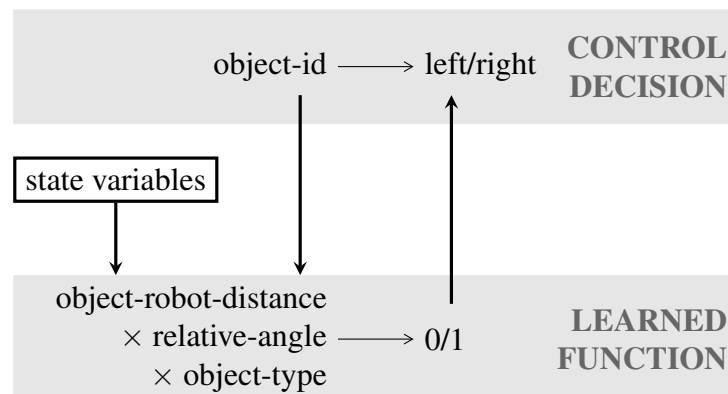 object-id → left/right
CONTROL
DECISION
state variables
object-robot-distance
× relative-angle → 0/1
× object-type
LEARNED
FUNCTION